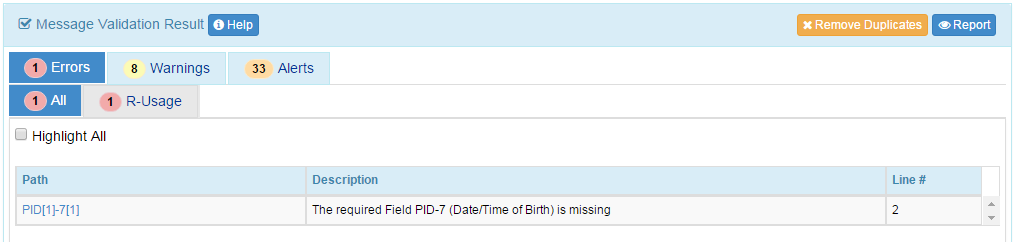 Message Validation Result Help Remove Duplicates Report
1 Errors 8 Warnings 33 Alerts
1 All 1 R-Usage
Highlight All
Path Description Line #
PID[1]-7[1] The required Field PID-7 (Date/Time of Birth) is missing 2